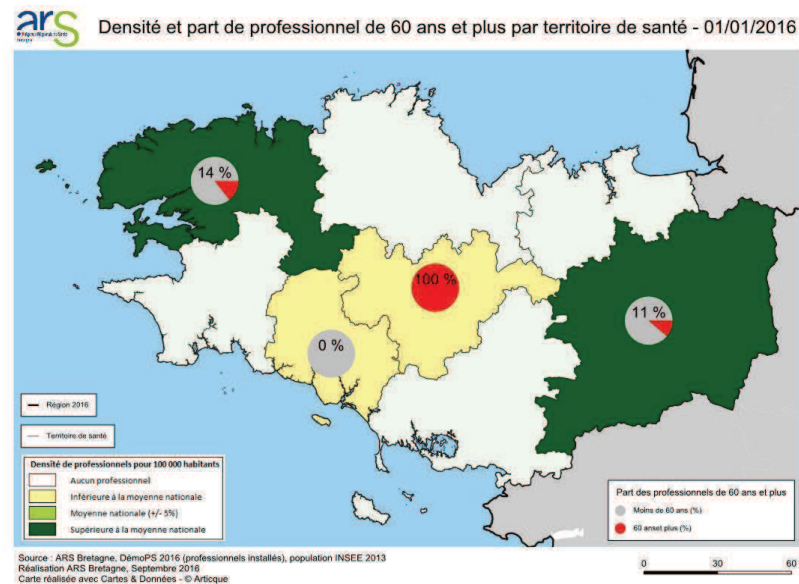 ars
Densité et part de professionnel de 60 ans et plus par territoire de santé - 01/01/2016
14 %
100 %
11 %
0 %
Région 2016
Territoire de santé
Densité de professionnels pour 100 000 habitants
Aucun professionnel
Inférieure à la moyenne nationale
Moyenne nationale (+/- 5%)
Supérieure à la moyenne nationale
Part des professionnels de 60 ans et plus
Moins de 60 ans (%)
60 anset plus (%)
Source : ARS Bretagne, DémoPS 2016 (professionnels installés), population INSEE 2013
Réalisation ARS Bretagne, Septembre 2016
Carte réalisée avec Cartes & Données - © Articque
0 30 60